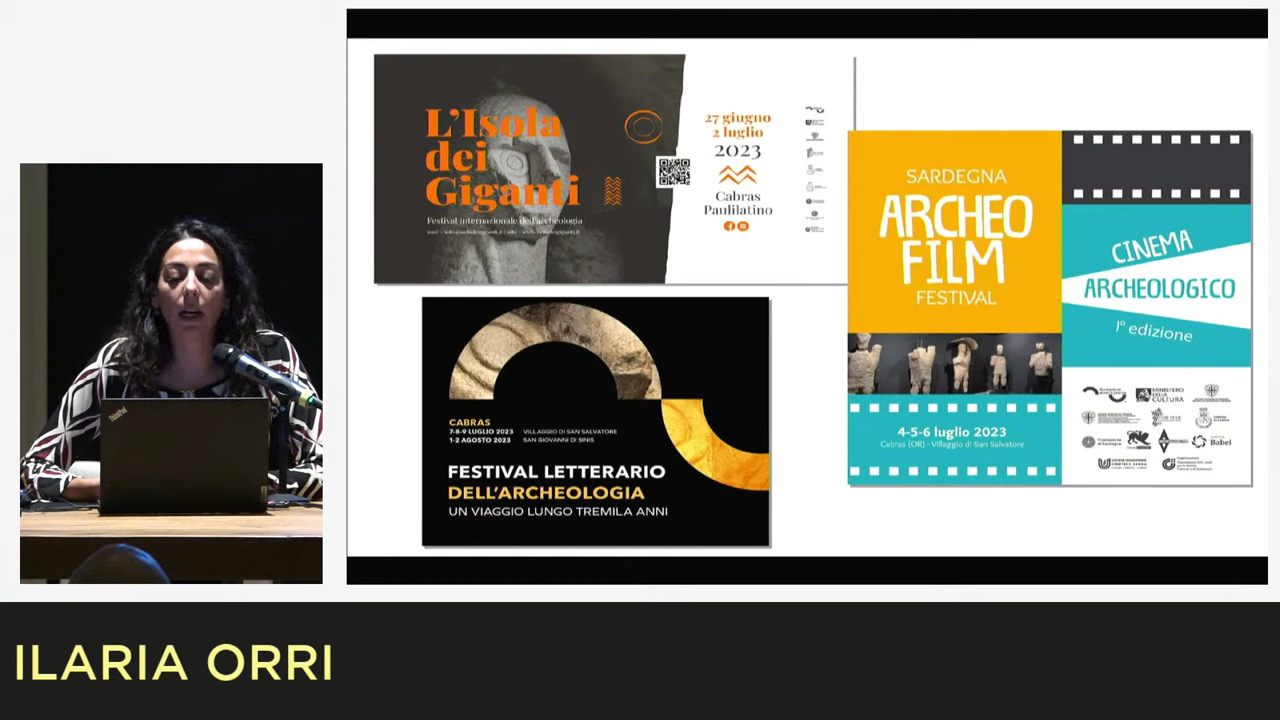 L'Isola
dei
Giganti
Festival internazionale dell'archeologia
27 giugno
2 luglio
2023
Cabras
Paulilatino
SARDEGNA
ARCHEO
FILM
FESTIVAL
CINEMA
ARCHEOLOGICO
I° edizione
4-5-6 luglio 2023
Cabras (OR) - Villaggio di San Salvatore
MINISTERO
DELLA
CULTURA
Babel
CABRAS
7-8-9 LUGLIO 2023 VILLAGGIO DI SAN SALVATORE
1-2 AGOSTO 2023 SAN GIOVANNI DI SINIS
FESTIVAL LETTERARIO
DELL'ARCHEOLOGIA
UN VIAGGIO LUNGO TREMILA ANNI
ThinkPad
ILARIA ORRI